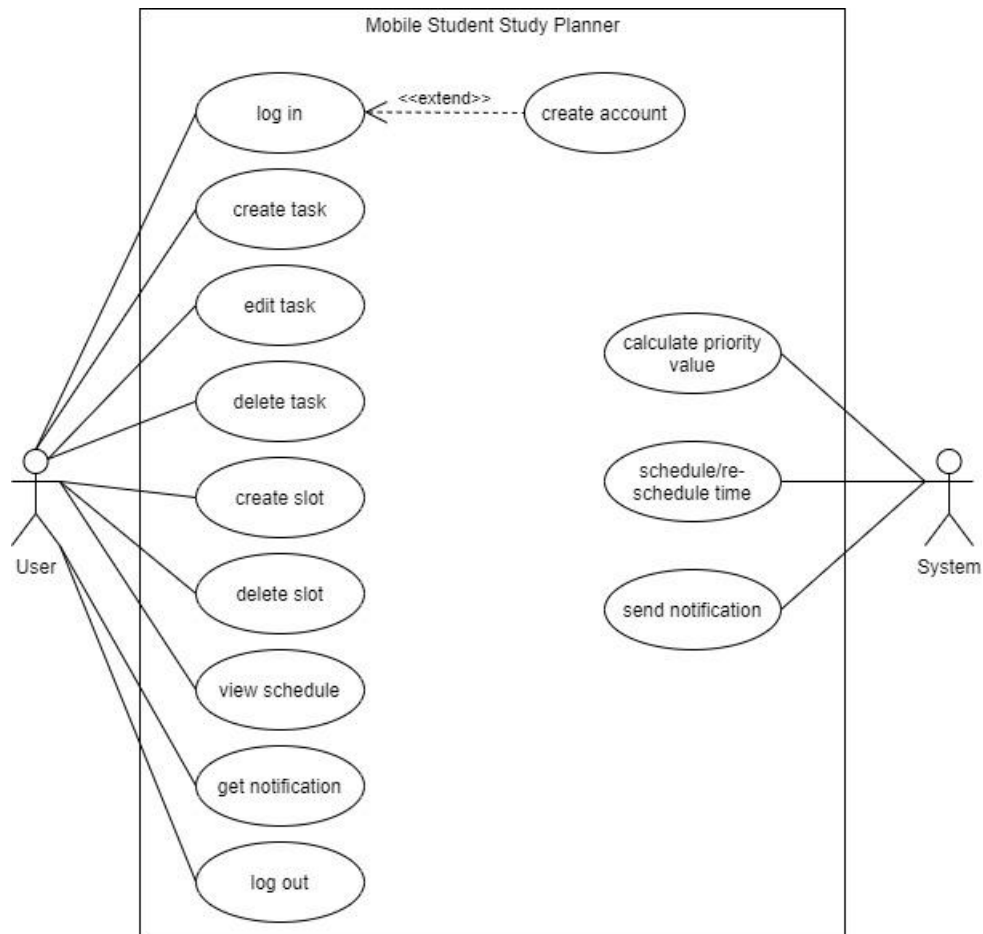 Mobile Student Study Planner
log in
<<extend>>
create account
create task
edit task
calculate priority
value
delete task
schedule/re-
schedule time
create slot
User
System
delete slot
send notification
view schedule
get notification
log out